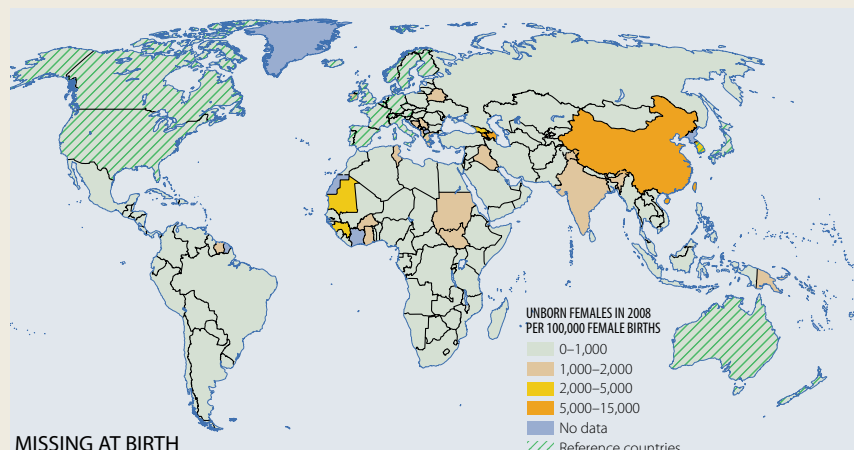 UNBORN FEMALES IN 2008
PER 100,000 FEMALE BIRTHS
0–1,000
1,000–2,000
2,000–5,000
5,000–15,000
No data
Reference countries
MISSING AT BIRTH